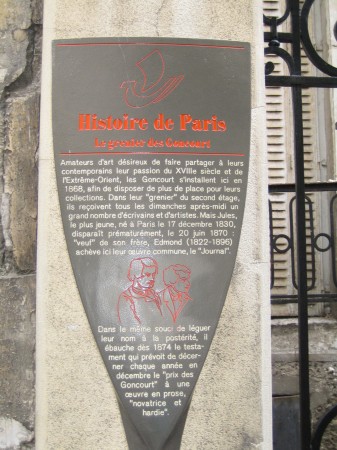 Histoire de Paris
Le grenier des Goncourt
Amateurs d'art désireux de faire partager à leurs
contemporains leur passion du XVIIIe siècle et de
l'Extrême-Orient, les Goncourt s'installent ici en
1868, afin de disposer de plus de place pour leurs
collections. Dans leur "grenier" du second étage,
ils reçoivent tous les dimanches après-midi un
grand nombre d'écrivains et d'artistes. Mais Jules,
le plus jeune, né à Paris le 17 décembre 1830,
disparaît prématurément, le 20 juin 1870 :
"veuf" de son frère, Edmond (1822-1896)
achève ici leur œuvre commune, le "Journal".
Dans le même souci de léguer
leur nom à la postérité, il
ébauche dès 1874 le testa-
ment qui prévoit de décer-
ner chaque année en
décembre le "prix des
Goncourt" à une
œuvre en prose,
"novatrice et
hardie".